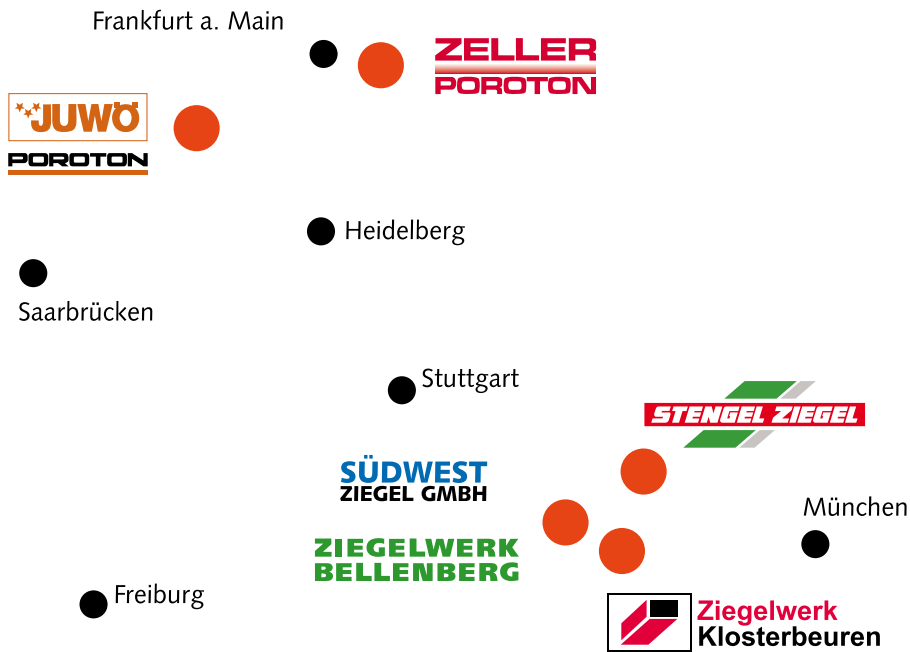 Frankfurt a. Main
ZELLER
POROTON
JUWÖ
POROTON
Heidelberg
Saarbrücken
Stuttgart
STENGEL ZIEGEL
SÜDWEST
ZIEGEL GMBH
München
ZIEGELWERK
BELLENBERG
Freiburg
Ziegelwerk
Klosterbeuren